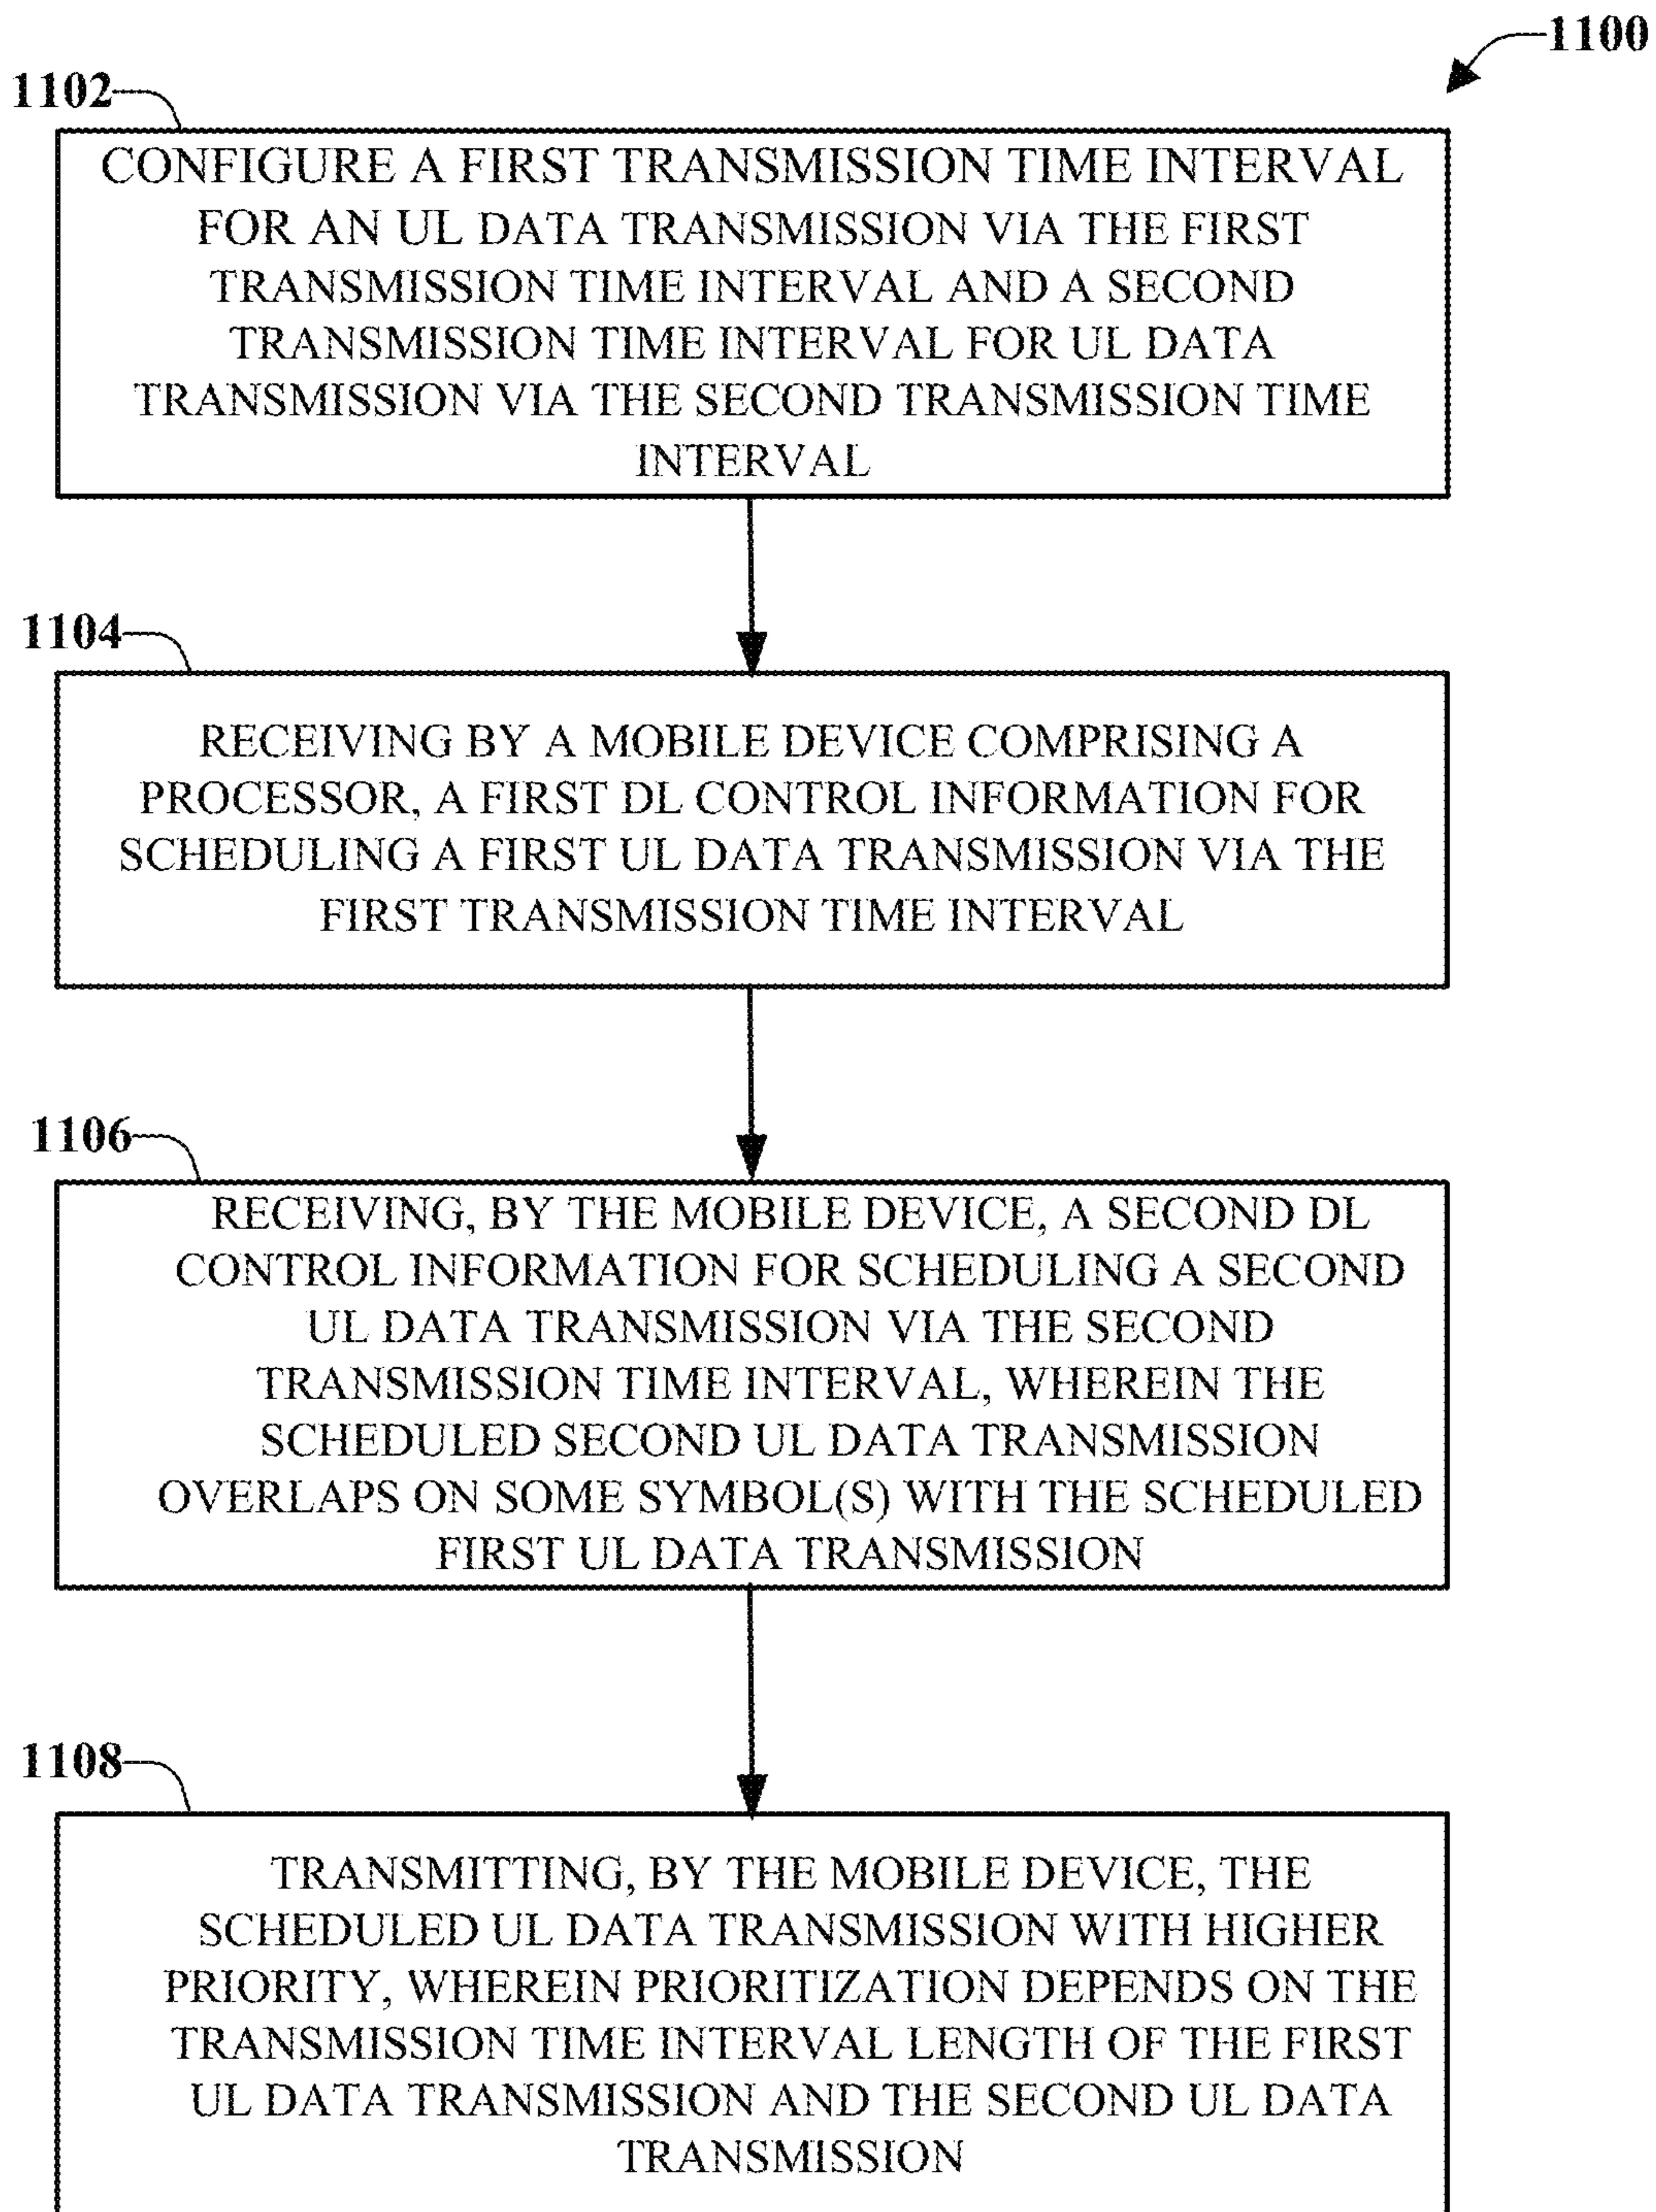 1100
1102
CONFIGURE A FIRST TRANSMISSION TIME INTERVAL
FOR AN UL DATA TRANSMISSION VIA THE FIRST
TRANSMISSION TIME INTERVAL AND A SECOND
TRANSMISSION TIME INTERVAL FOR UL DATA
TRANSMISSION VIA THE SECOND TRANSMISSION TIME
INTERVAL
1104
RECEIVING BY A MOBILE DEVICE COMPRISING A
PROCESSOR, A FIRST DL CONTROL INFORMATION FOR
SCHEDULING A FIRST UL DATA TRANSMISSION VIA THE
FIRST TRANSMISSION TIME INTERVAL
1106
RECEIVING, BY THE MOBILE DEVICE, A SECOND DL
CONTROL INFORMATION FOR SCHEDULING A SECOND
UL DATA TRANSMISSION VIA THE SECOND
TRANSMISSION TIME INTERVAL, WHEREIN THE
SCHEDULED SECOND UL DATA TRANSMISSION
OVERLAPS ON SOME SYMBOL(S) WITH THE SCHEDULED
FIRST UL DATA TRANSMISSION
1108
TRANSMITTING, BY THE MOBILE DEVICE, THE
SCHEDULED UL DATA TRANSMISSION WITH HIGHER
PRIORITY, WHEREIN PRIORITIZATION DEPENDS ON THE
TRANSMISSION TIME INTERVAL LENGTH OF THE FIRST
UL DATA TRANSMISSION AND THE SECOND UL DATA
TRANSMISSION